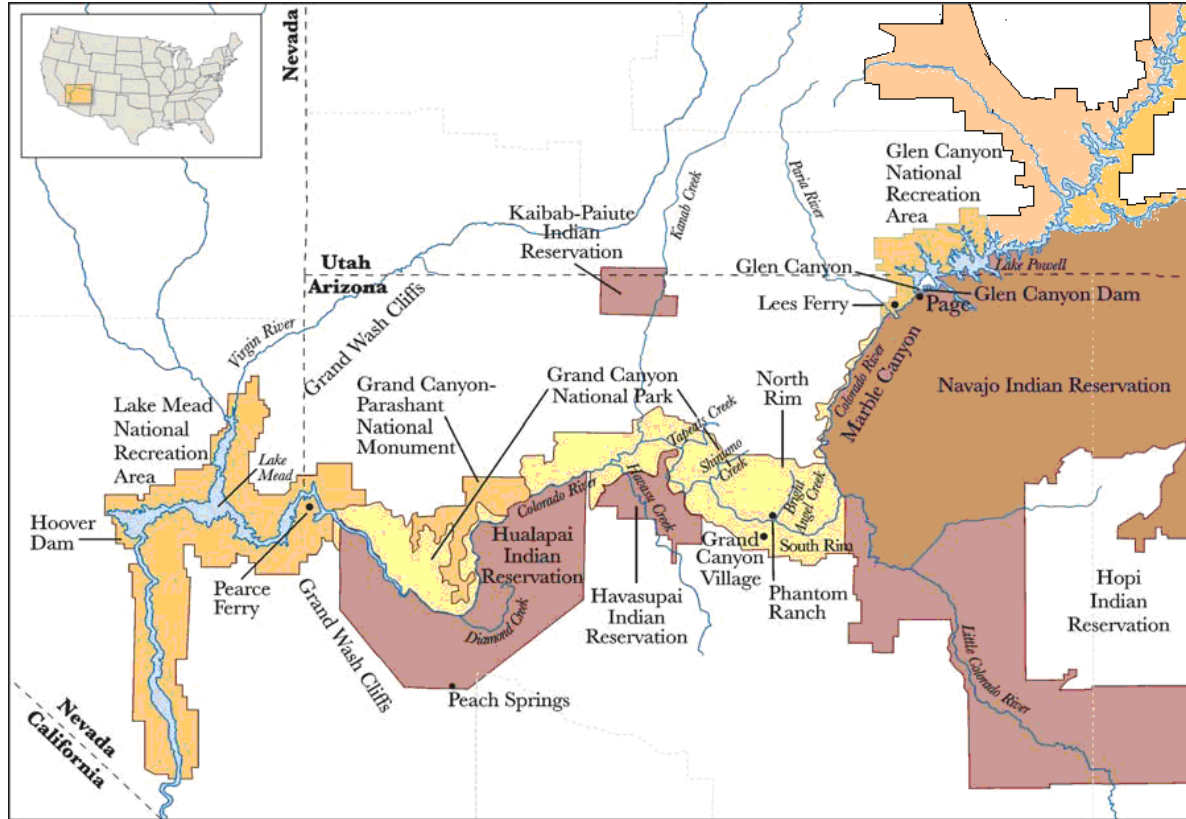 Nevada
Glen Canyon
National
Recreation
Area
Paria River
Kanab Creek
Kaibab-Paiute
Indian
Reservation
Utah
Arizona
Virgin River
Grand Wash Cliffs
Glen Canyon
Lake Powell
Glen Canyon Dam
Lees Ferry
Page
Colorado River
Marble Canyon
Navajo Indian Reservation
Lake Mead
National
Recreation
Area
Lake
Mead
Grand Canyon-
Parashant
National
Monument
Grand Canyon
National Park
North
Rim
Tapeats Creek
Shinumo
Creek
Bright
Angel Creek
Hoover
Dam
Pearce
Ferry
Colorado River
Hualapai
Indian
Reservation
Havasu Creek
Grand
Canyon
Village
South Rim
Phantom
Ranch
Havasupai
Indian
Reservation
Hopi
Indian
Reservation
Diamond Creek
Grand Wash Cliffs
Peach Springs
Little Colorado River
Nevada
California